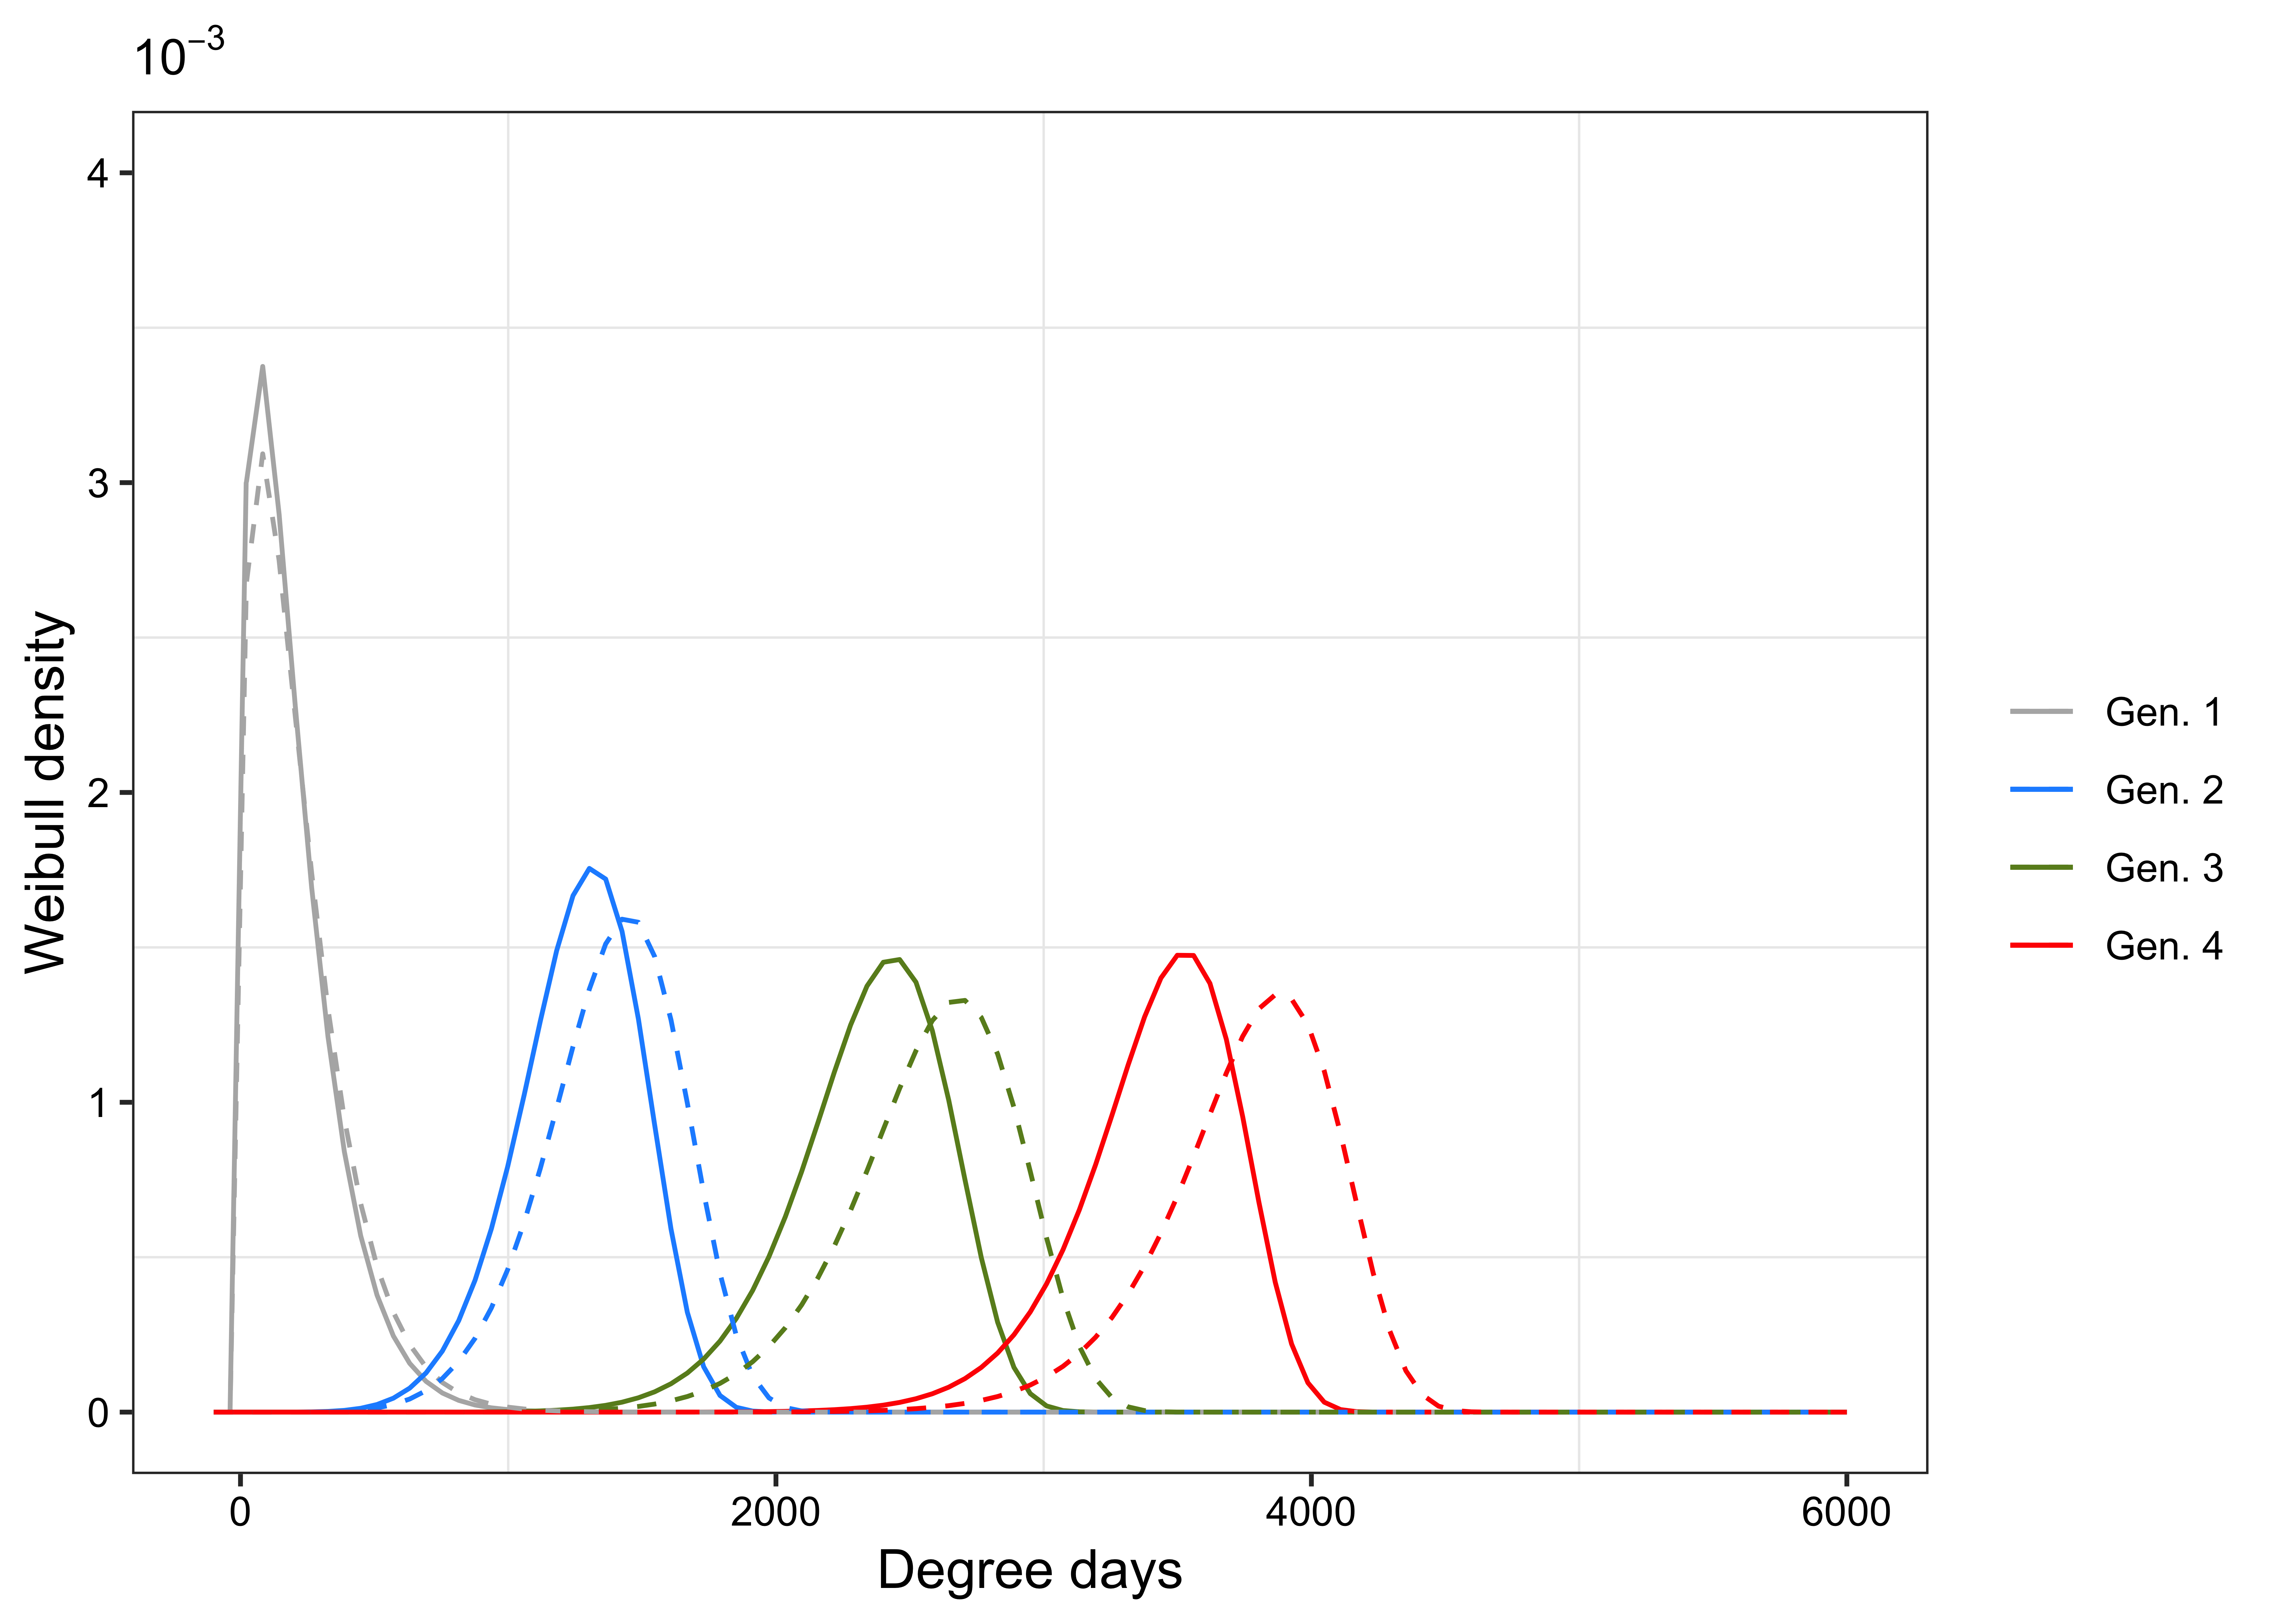 10⁻³
4
3
2
1
0
Weibull density
0 2000 4000 6000
Degree days
Gen. 1
Gen. 2
Gen. 3
Gen. 4